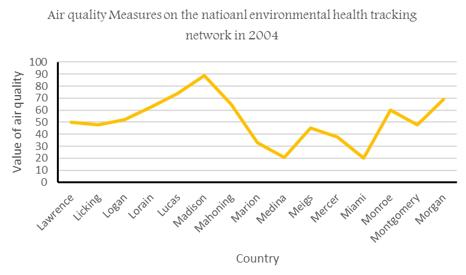 Air quality Measures on the natioanl environmental health tracking
network in 2004
Value of air quality
100
90
80
70
60
50
40
30
20
10
0
Lawrence
Licking
Logan
Lorain
Lucas
Madison
Mahoning
Marion
Medina
Meigs
Mercer
Miami
Monroe
Montgomery
Morgan
Country